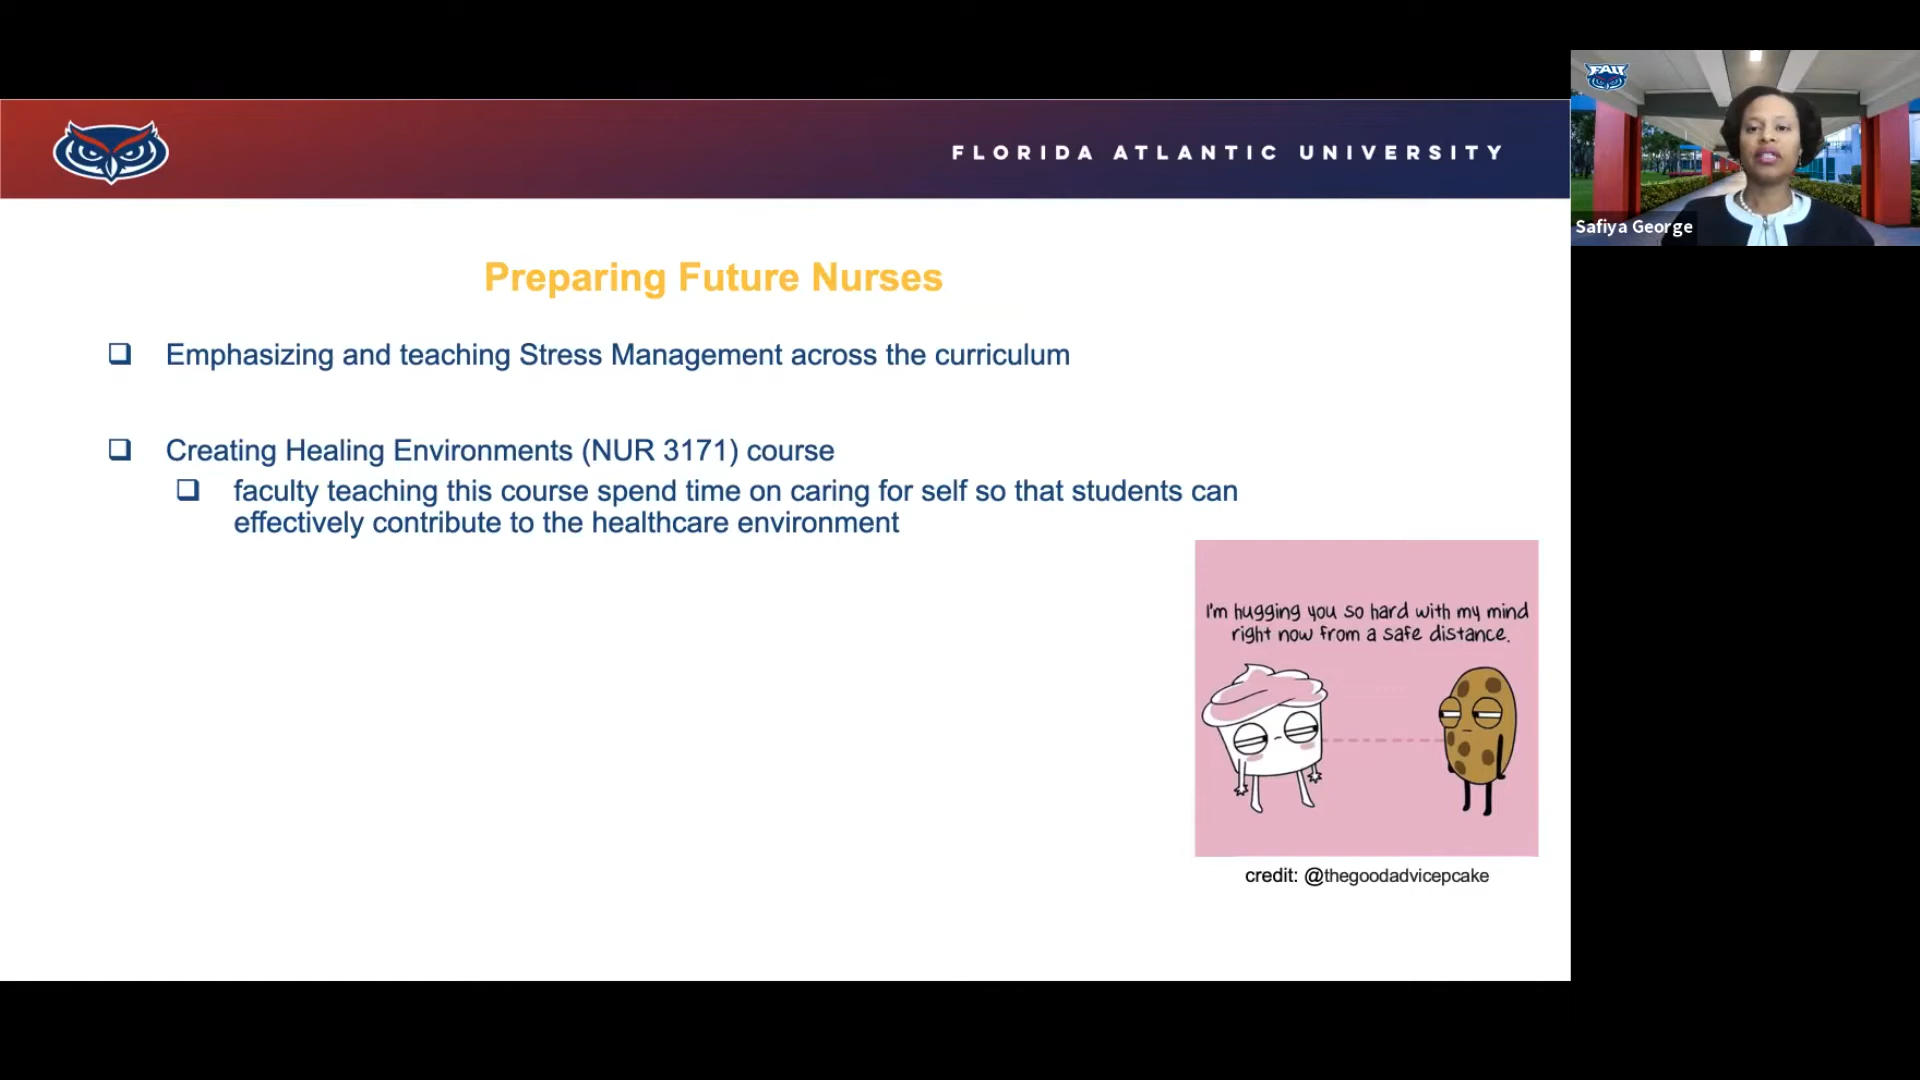 FAU
FLORIDA ATLANTIC UNIVERSITY
Safiya George
Preparing Future Nurses
Emphasizing and teaching Stress Management across the curriculum
Creating Healing Environments (NUR 3171) course
faculty teaching this course spend time on caring for self so that students can
effectively contribute to the healthcare environment
I'm hugging you so hard with my mind
right now from a safe distance.
credit: @thegoodadvicepcake